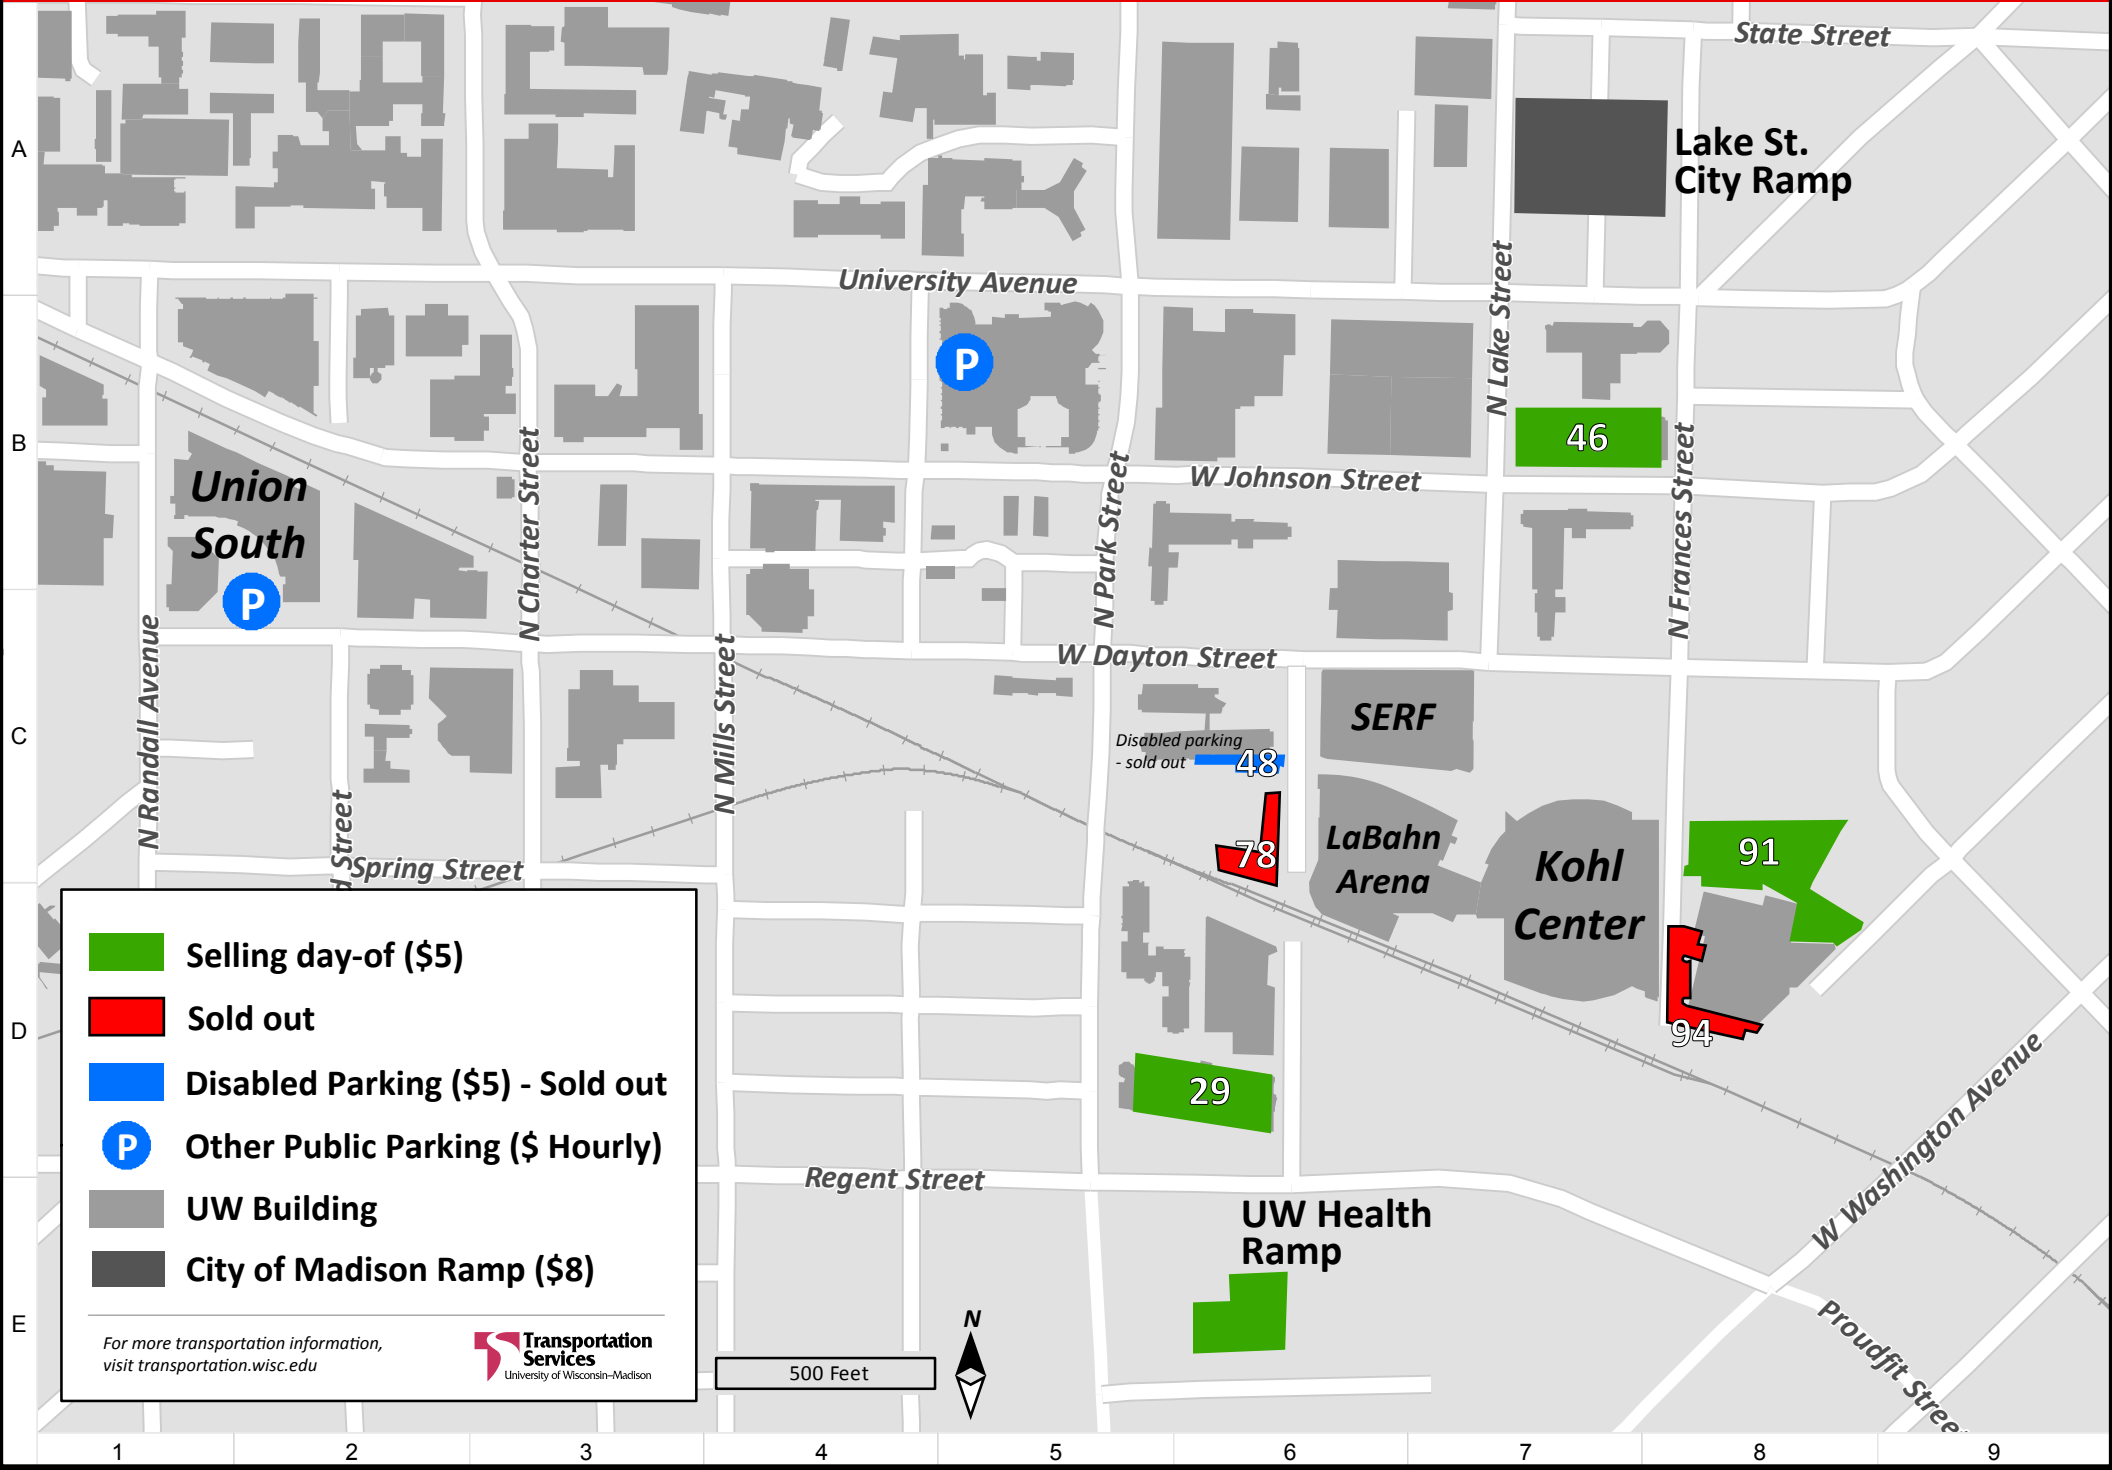 State Street
A
Lake St.
City Ramp
University Avenue
N Lake Street
P
B
46
Union
South
W Johnson Street
N Charter Street
N Park Street
N Frances Street
P
N Randall Avenue
N Mills Street
W Dayton Street
C
SERF
Disabled parking
- sold out
48
d Street
Spring Street
78
LaBahn
Arena
Kohl
Center
91
D
94
29
W Washington Avenue
Regent Street
UW Health
Ramp
E
Proudfit Stree
Selling day-of ($5)
Sold out
Disabled Parking ($5) - Sold out
P
Other Public Parking ($ Hourly)
UW Building
City of Madison Ramp ($8)
For more transportation information,
visit transportation.wisc.edu
Transportation
Services
University of Wisconsin–Madison
500 Feet
N
1 2 3 4 5 6 7 8 9